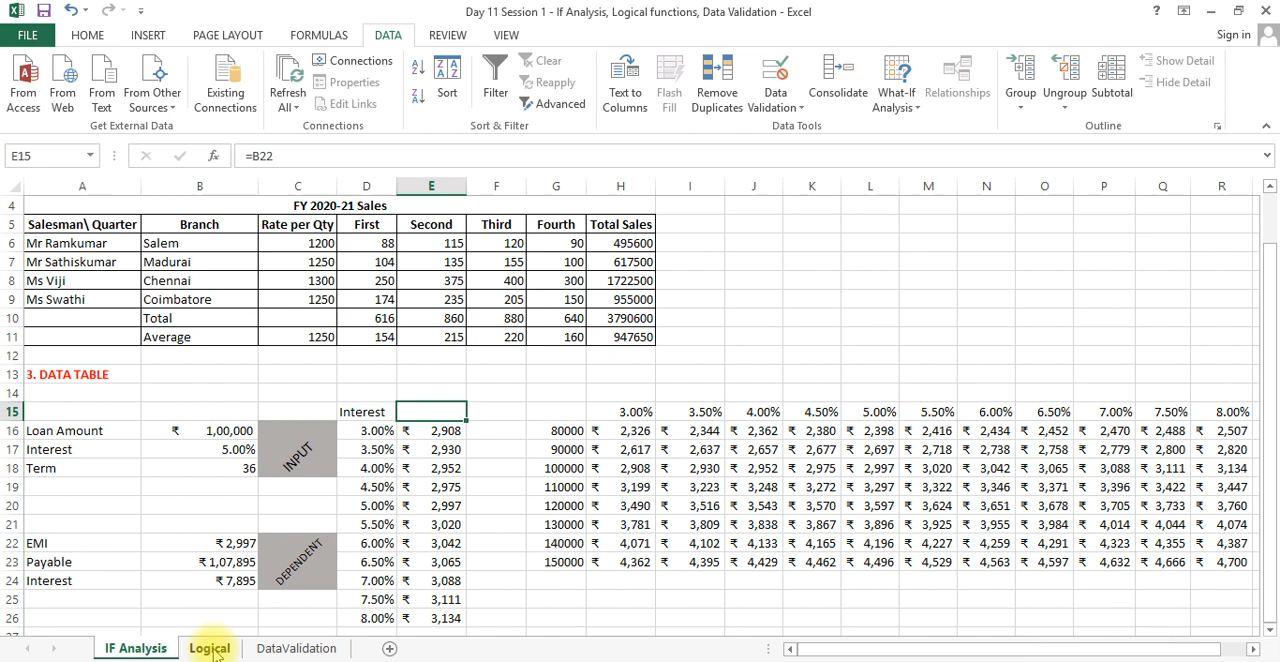 Day 11 Session 1 - If Analysis, Logical functions, Data Validation - Excel
FILE HOME INSERT PAGE LAYOUT FORMULAS DATA REVIEW VIEW Sign in
From Access From Web From Text From Other Sources Existing Connections Refresh All Connections Properties Edit Links Sort Filter Clear Reapply Advanced Text to Columns Flash Fill Remove Duplicates Data Validation Consolidate What-If Analysis Relationships Group Ungroup Subtotal Show Detail Hide Detail
Get External Data Connections Sort & Filter Data Tools Outline
E15 fx =B22
A B C D E F G H I J K L M N O P Q R
4 FY 2020-21 Sales
5 Salesman\ Quarter Branch Rate per Qty First Second Third Fourth Total Sales
6 Mr Ramkumar Salem 1200 88 115 120 90 495600
7 Mr Sathiskumar Madurai 1250 104 135 155 100 617500
8 Ms Viji Chennai 1300 250 375 400 300 1722500
9 Ms Swathi Coimbatore 1250 174 235 205 150 955000
10 Total 616 860 880 640 3790600
11 Average 1250 154 215 220 160 947650
12
13 3. DATA TABLE
14
15 Interest 3.00% 3.50% 4.00% 4.50% 5.00% 5.50% 6.00% 6.50% 7.00% 7.50% 8.00%
16 Loan Amount ₹ 1,00,000 INPUT 3.00% ₹ 2,908 80000 ₹ 2,326 ₹ 2,344 ₹ 2,362 ₹ 2,380 ₹ 2,398 ₹ 2,416 ₹ 2,434 ₹ 2,452 ₹ 2,470 ₹ 2,488 ₹ 2,507
17 Interest 5.00% 3.50% ₹ 2,930 90000 ₹ 2,617 ₹ 2,637 ₹ 2,657 ₹ 2,677 ₹ 2,697 ₹ 2,718 ₹ 2,738 ₹ 2,758 ₹ 2,779 ₹ 2,800 ₹ 2,820
18 Term 36 4.00% ₹ 2,952 100000 ₹ 2,908 ₹ 2,930 ₹ 2,952 ₹ 2,975 ₹ 2,997 ₹ 3,020 ₹ 3,042 ₹ 3,065 ₹ 3,088 ₹ 3,111 ₹ 3,134
19 4.50% ₹ 2,975 110000 ₹ 3,199 ₹ 3,223 ₹ 3,248 ₹ 3,272 ₹ 3,297 ₹ 3,322 ₹ 3,346 ₹ 3,371 ₹ 3,396 ₹ 3,422 ₹ 3,447
20 5.00% ₹ 2,997 120000 ₹ 3,490 ₹ 3,516 ₹ 3,543 ₹ 3,570 ₹ 3,597 ₹ 3,624 ₹ 3,651 ₹ 3,678 ₹ 3,705 ₹ 3,733 ₹ 3,760
21 5.50% ₹ 3,020 130000 ₹ 3,781 ₹ 3,809 ₹ 3,838 ₹ 3,867 ₹ 3,896 ₹ 3,925 ₹ 3,955 ₹ 3,984 ₹ 4,014 ₹ 4,044 ₹ 4,074
22 EMI ₹ 2,997 DEPENDENT 6.00% ₹ 3,042 140000 ₹ 4,071 ₹ 4,102 ₹ 4,133 ₹ 4,165 ₹ 4,196 ₹ 4,227 ₹ 4,259 ₹ 4,291 ₹ 4,323 ₹ 4,355 ₹ 4,387
23 Payable ₹ 1,07,895 6.50% ₹ 3,065 150000 ₹ 4,362 ₹ 4,395 ₹ 4,429 ₹ 4,462 ₹ 4,496 ₹ 4,529 ₹ 4,563 ₹ 4,597 ₹ 4,632 ₹ 4,666 ₹ 4,700
24 Interest ₹ 7,895 7.00% ₹ 3,088
25 7.50% ₹ 3,111
26 8.00% ₹ 3,134
IF Analysis Logical DataValidation